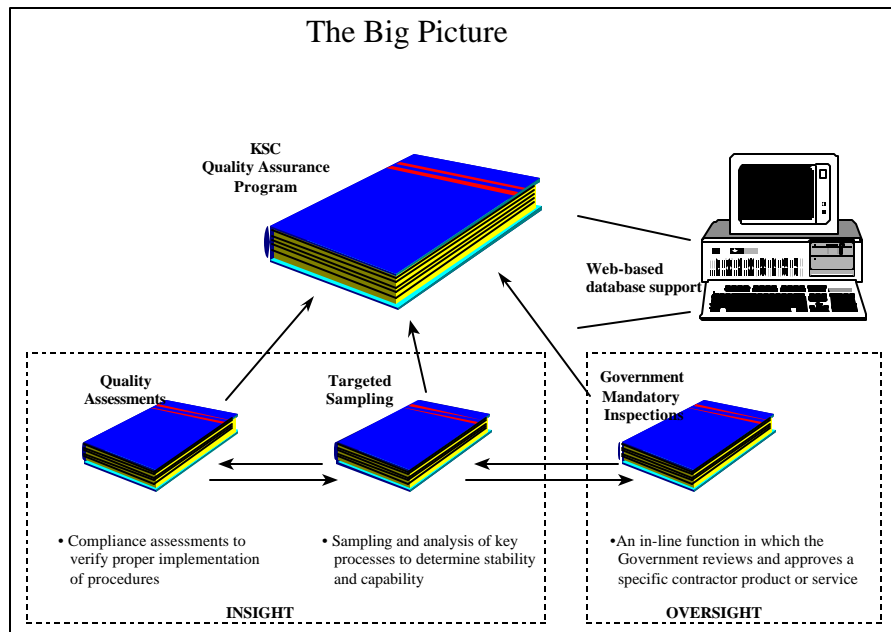 The Big Picture
KSC
Quality Assurance
Program
Web-based
database support
Quality
Assessments
Targeted
Sampling
Government
Mandatory
Inspections
• Compliance assessments to
verify proper implementation
of procedures
• Sampling and analysis of key
processes to determine stability
and capability
•An in-line function in which the
Government reviews and approves a
specific contractor product or service
INSIGHT
OVERSIGHT